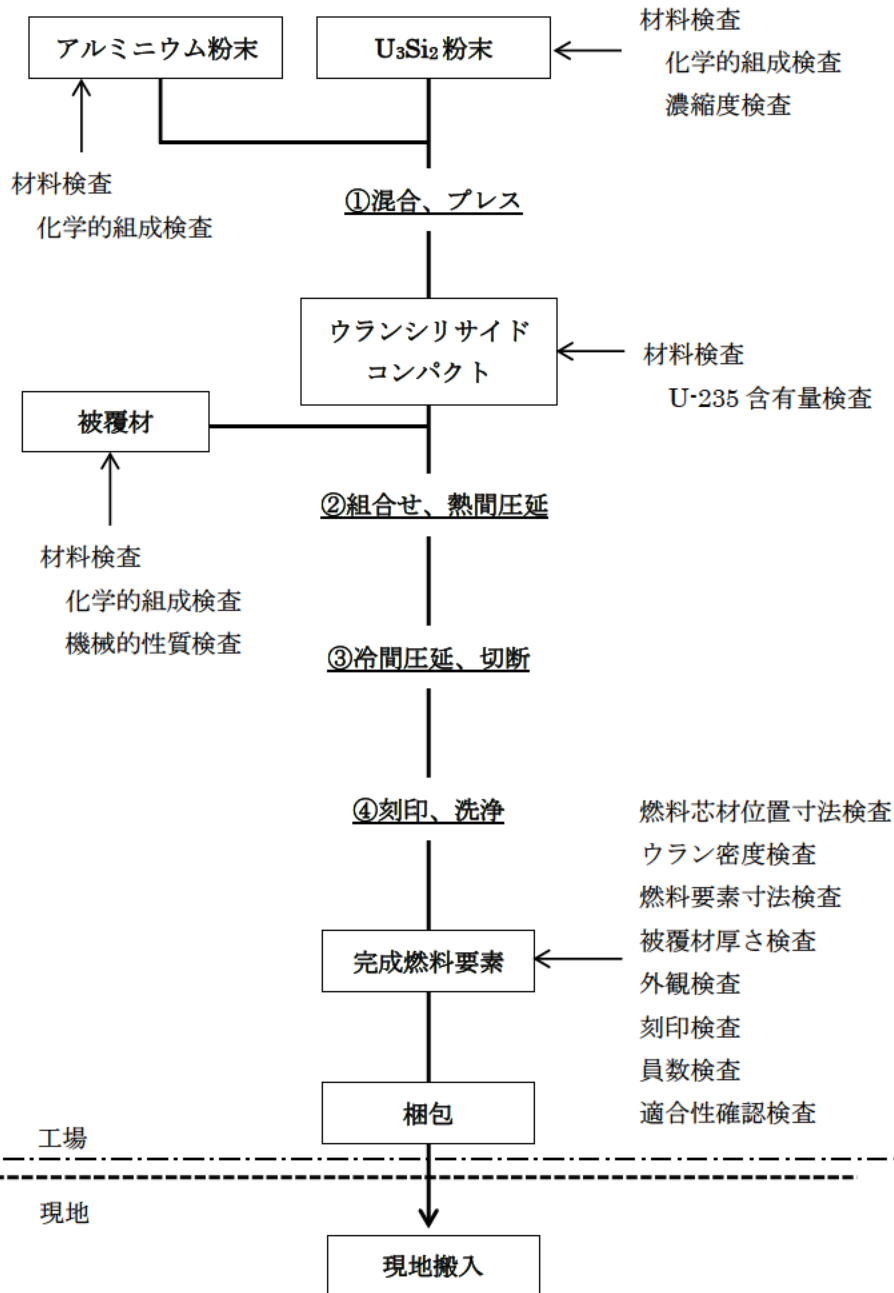 アルミニウム粉末
U₃Si₂粉末
材料検査
化学的組成検査
濃縮度検査
材料検査
化学的組成検査
①混合、プレス
ウランシリサイド
コンパクト
材料検査
U-235 含有量検査
被覆材
②組合せ、熱間圧延
材料検査
化学的組成検査
機械的性質検査
③冷間圧延、切断
④刻印、洗浄
燃料芯材位置寸法検査
ウラン密度検査
燃料要素寸法検査
被覆材厚さ検査
外観検査
刻印検査
員数検査
適合性確認検査
完成燃料要素
梱包
工場
現地
現地搬入